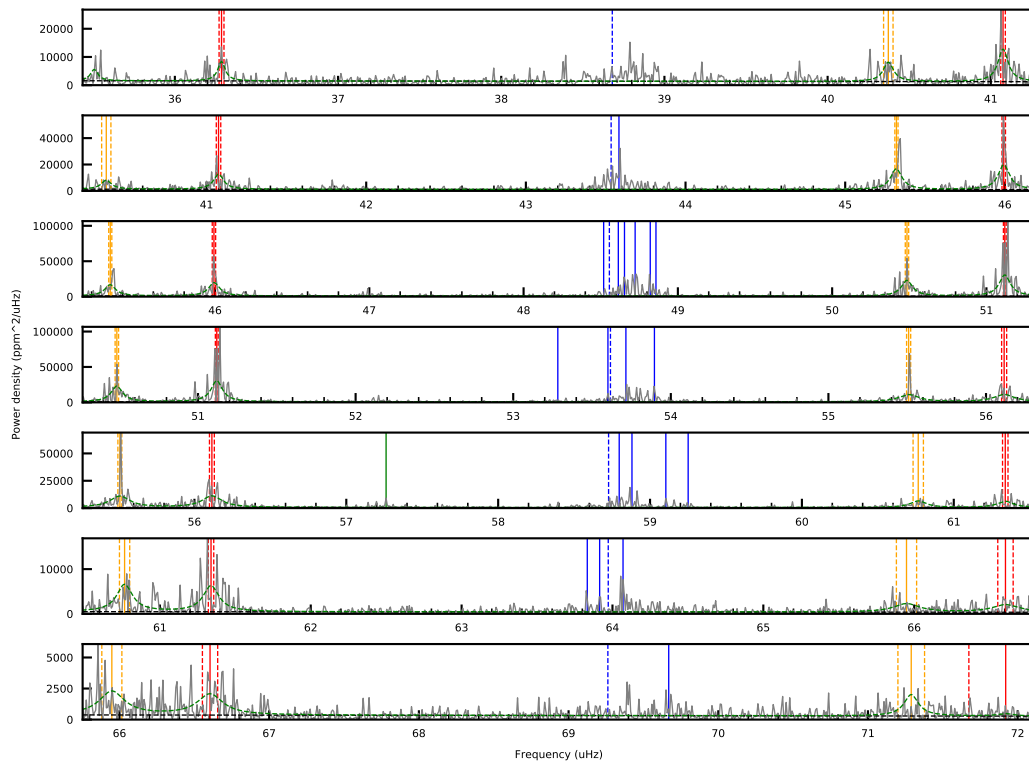 20000
10000
0
36 37 38 39 40 41
40000
20000
0
41 42 43 44 45 46
100000
50000
0
46 47 48 49 50 51
100000
50000
0
51 52 53 54 55 56
50000
25000
0
56 57 58 59 60 61
10000
0
61 62 63 64 65 66
5000
2500
0
66 67 68 69 70 71 72
Power density (ppm^2/uHz)
Frequency (uHz)